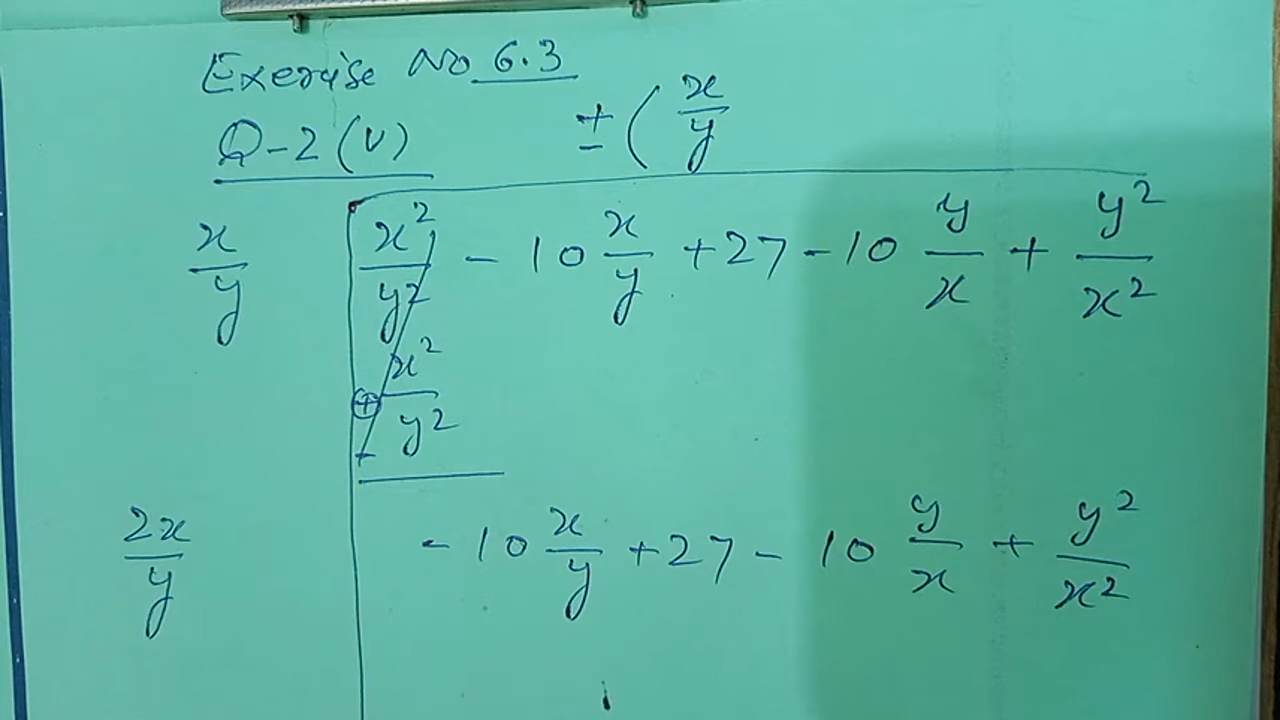 Exercise No 6.3
Q-2 (v) ± ( x/y
x/y x²/y² - 10 x/y + 27 - 10 y/x + y²/x²
+ x²/y²
-
2x/y - 10 x/y + 27 - 10 y/x + y²/x²